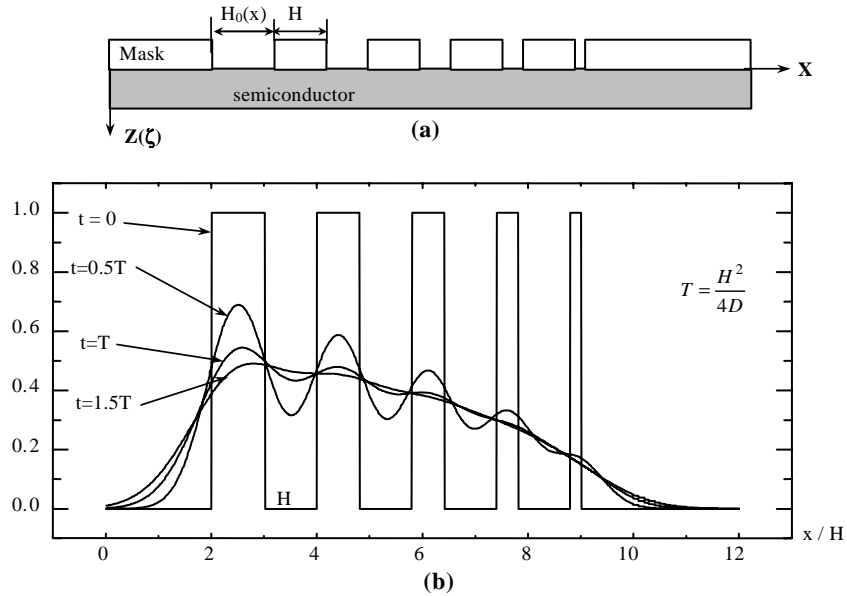 H₀(x) H
Mask
X
semiconductor
Z(ζ)
(a)
1.0
t = 0
0.8
t=0.5T
T = H² / 4D
0.6
t=T
0.4
t=1.5T
0.2
0.0
H
0 2 4 6 8 10 12
x / H
(b)